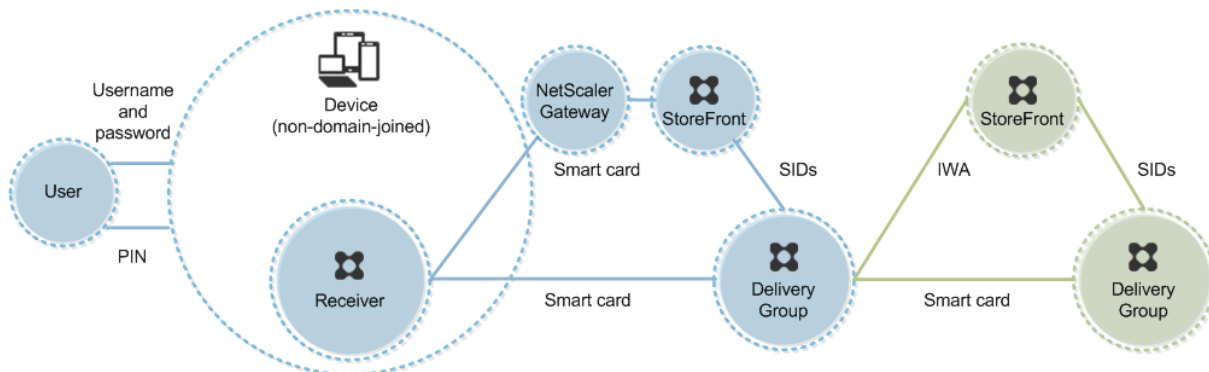 Username
and
password
User
PIN
Device
(non-domain-joined)
Receiver
NetScaler
Gateway
StoreFront
Smart card
SIDs
Smart card
Delivery
Group
StoreFront
IWA
SIDs
Smart card
Delivery
Group